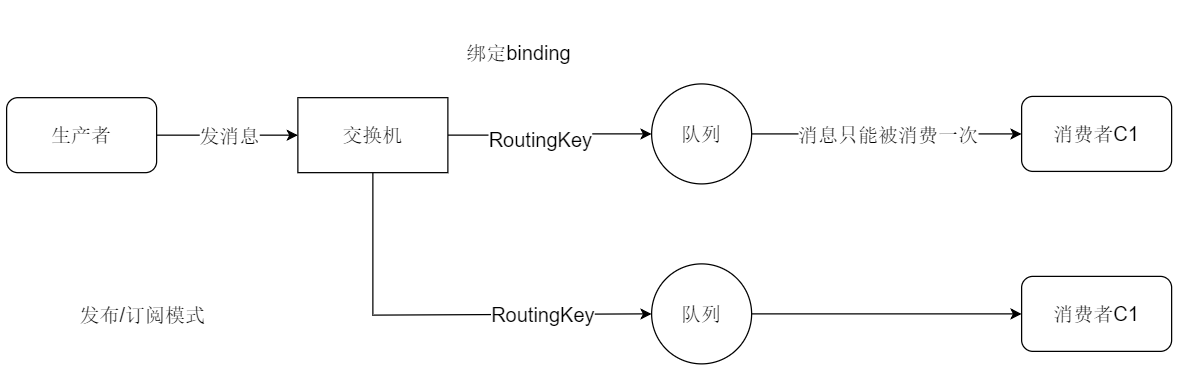 绑定binding
生产者
发消息
交换机
RoutingKey
队列
消息只能被消费一次
消费者C1
发布/订阅模式
RoutingKey
队列
消费者C1